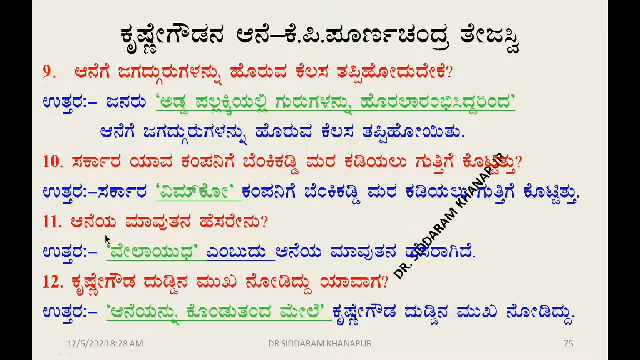 ಕೃಷ್ಣೇಗೌಡನ ಆನೆ–ಕೆ.ಪಿ.ಪೂರ್ಣಚಂದ್ರ ತೇಜಸ್ವಿ
9. ಆನೆಗೆ ಜಗದ್ಗುರುಗಳನ್ನು ಹೊರುವ ಕೆಲಸ ತಪ್ಪಿಹೋದುದೇಕೆ?
ಉತ್ತರ:– ಜನರು 'ಅಡ್ಡ ಪಲ್ಲಕ್ಕಿಯಲ್ಲಿ ಗುರುಗಳನ್ನು ಹೊರಲಾರಂಭಿಸಿದ್ದರಿಂದ'
ಆನೆಗೆ ಜಗದ್ಗುರುಗಳನ್ನು ಹೊರುವ ಕೆಲಸ ತಪ್ಪಿಹೋಯಿತು.
10. ಸರ್ಕಾರ ಯಾವ ಕಂಪನಿಗೆ ಬೆಂಕಿಕಡ್ಡಿ ಮರ ಕಡಿಯಲು ಗುತ್ತಿಗೆ ಕೊಟ್ಟಿತ್ತು?
ಉತ್ತರ:–ಸರ್ಕಾರ 'ವಿಮ್‌ಕೋ' ಕಂಪನಿಗೆ ಬೆಂಕಿಕಡ್ಡಿ ಮರ ಕಡಿಯಲು ಗುತ್ತಿಗೆ ಕೊಟ್ಟಿತ್ತು.
11. ಆನೆಯ ಮಾವುತನ ಹೆಸರೇನು?
ಉತ್ತರ:– 'ವೇಲಾಯುಧ' ಎಂಬುದು ಆನೆಯ ಮಾವುತನ ಹೆಸರಾಗಿದೆ.
12. ಕೃಷ್ಣೇಗೌಡ ದುಡ್ಡಿನ ಮುಖ ನೋಡಿದ್ದು ಯಾವಾಗ?
ಉತ್ತರ:– 'ಆನೆಯನ್ನು ಕೊಂಡುತಂದ ಮೇಲೆ' ಕೃಷ್ಣೇಗೌಡ ದುಡ್ಡಿನ ಮುಖ ನೋಡಿದ್ದು.
DR. SIDDARAM KHANAPUR
12/5/2020 8:28 AM DR SIDDARAM KHANAPUR 75